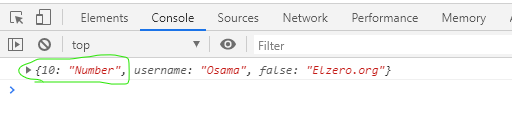 Elements Console Sources Network Performance Memory
top Filter
{10: "Number", username: "Osama", false: "Elzero.org"}